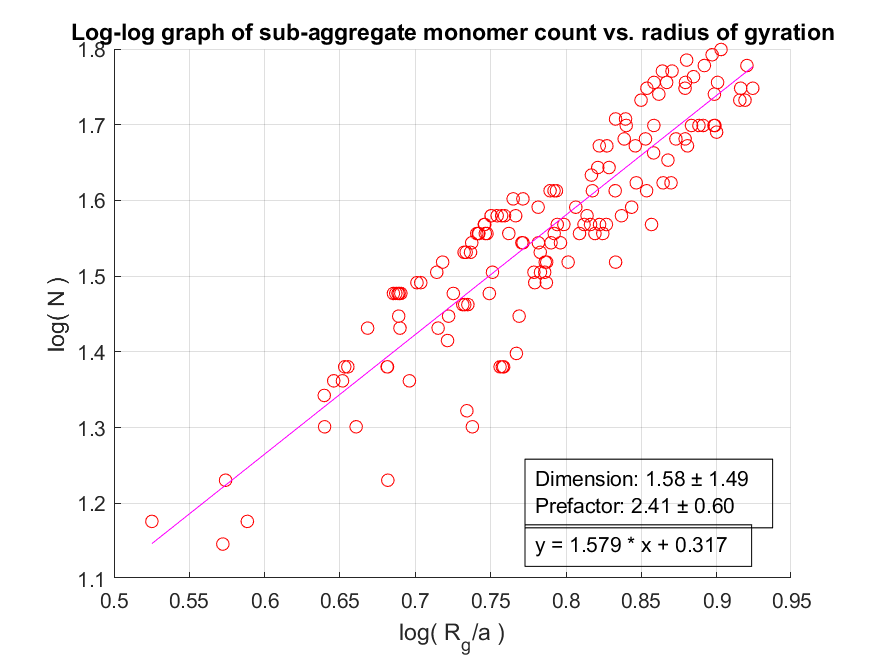 Log-log graph of sub-aggregate monomer count vs. radius of gyration
1.8
1.7
1.6
1.5
1.4
1.3
1.2
1.1
log( N )
Dimension: 1.58 ± 1.49
Prefactor: 2.41 ± 0.60
y = 1.579 * x + 0.317
0.5 0.55 0.6 0.65 0.7 0.75 0.8 0.85 0.9 0.95
log( R_g/a )